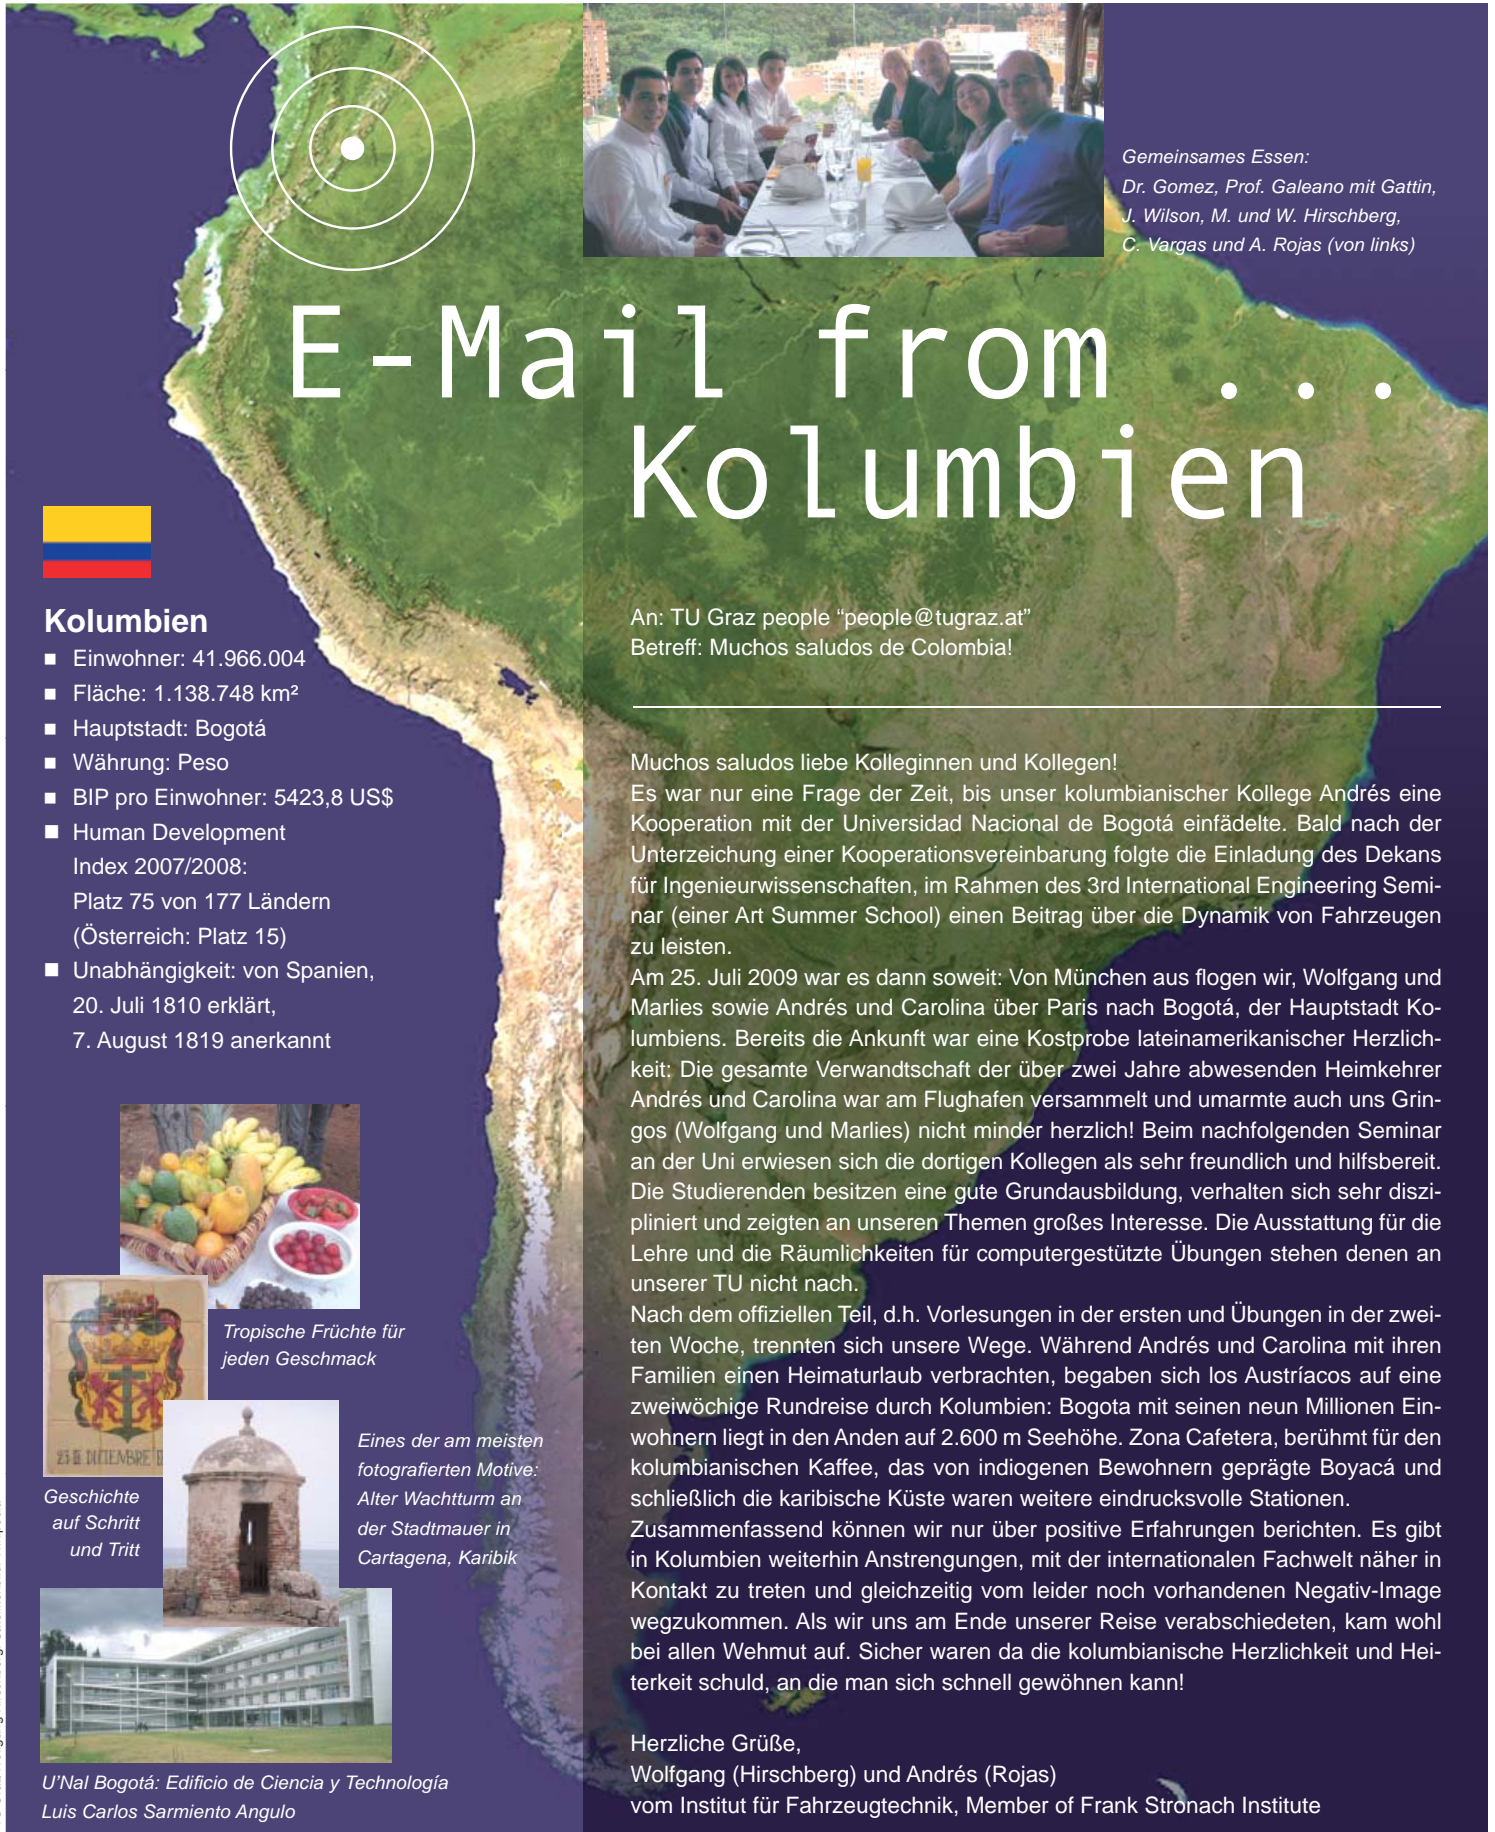 Gemeinsames Essen:
Dr. Gomez, Prof. Galeano mit Gattin,
J. Wilson, M. und W. Hirschberg,
C. Vargas und A. Rojas (von links)
E-Mail from ...
Kolumbien
Kolumbien
Einwohner: 41.966.004
Fläche: 1.138.748 km²
Hauptstadt: Bogotá
Währung: Peso
BIP pro Einwohner: 5423,8 US$
Human Development
Index 2007/2008:
Platz 75 von 177 Ländern
(Österreich: Platz 15)
Unabhängigkeit: von Spanien,
20. Juli 1810 erklärt,
7. August 1819 anerkannt
Tropische Früchte für
jeden Geschmack
Geschichte
auf Schritt
und Tritt
Eines der am meisten
fotografierten Motive:
Alter Wachtturm an
der Stadtmauer in
Cartagena, Karibik
U'Nal Bogotá: Edificio de Ciencia y Technología
Luis Carlos Sarmiento Angulo
An: TU Graz people “people@tugraz.at”
Betreff: Muchos saludos de Colombia!
Muchos saludos liebe Kolleginnen und Kollegen!
Es war nur eine Frage der Zeit, bis unser kolumbianischer Kollege Andrés eine
Kooperation mit der Universidad Nacional de Bogotá einfädelte. Bald nach der
Unterzeichung einer Kooperationsvereinbarung folgte die Einladung des Dekans
für Ingenieurwissenschaften, im Rahmen des 3rd International Engineering Semi-
nar (einer Art Summer School) einen Beitrag über die Dynamik von Fahrzeugen
zu leisten.
Am 25. Juli 2009 war es dann soweit: Von München aus flogen wir, Wolfgang und
Marlies sowie Andrés und Carolina über Paris nach Bogotá, der Hauptstadt Ko-
lumbiens. Bereits die Ankunft war eine Kostprobe lateinamerikanischer Herzlich-
keit: Die gesamte Verwandtschaft der über zwei Jahre abwesenden Heimkehrer
Andrés und Carolina war am Flughafen versammelt und umarmte auch uns Grin-
gos (Wolfgang und Marlies) nicht minder herzlich! Beim nachfolgenden Seminar
an der Uni erwiesen sich die dortigen Kollegen als sehr freundlich und hilfsbereit.
Die Studierenden besitzen eine gute Grundausbildung, verhalten sich sehr diszi-
pliniert und zeigten an unseren Themen großes Interesse. Die Ausstattung für die
Lehre und die Räumlichkeiten für computergestützte Übungen stehen denen an
unserer TU nicht nach.
Nach dem offiziellen Teil, d.h. Vorlesungen in der ersten und Übungen in der zwei-
ten Woche, trennten sich unsere Wege. Während Andrés und Carolina mit ihren
Familien einen Heimaturlaub verbrachten, begaben sich los Austríacos auf eine
zweiwöchige Rundreise durch Kolumbien: Bogota mit seinen neun Millionen Ein-
wohnern liegt in den Anden auf 2.600 m Seehöhe. Zona Cafetera, berühmt für den
kolumbianischen Kaffee, das von indiogenen Bewohnern geprägte Boyacá und
schließlich die karibische Küste waren weitere eindrucksvolle Stationen.
Zusammenfassend können wir nur über positive Erfahrungen berichten. Es gibt
in Kolumbien weiterhin Anstrengungen, mit der internationalen Fachwelt näher in
Kontakt zu treten und gleichzeitig vom leider noch vorhandenen Negativ-Image
wegzukommen. Als wir uns am Ende unserer Reise verabschiedeten, kam wohl
bei allen Wehmut auf. Sicher waren da die kolumbianische Herzlichkeit und Hei-
terkeit schuld, an die man sich schnell gewöhnen kann!
Herzliche Grüße,
Wolfgang (Hirschberg) und Andrés (Rojas)
vom Institut für Fahrzeugtechnik, Member of Frank Stronach Institute